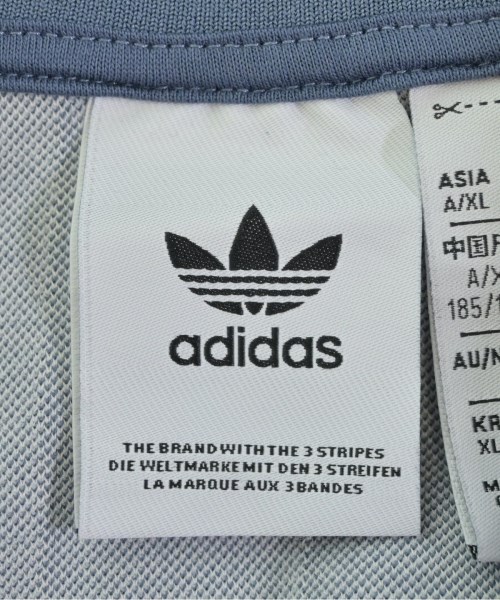 adidas
THE BRAND WITH THE 3 STRIPES
DIE WELTMARKE MIT DEN 3 STREIFEN
LA MARQUE AUX 3 BANDES
ASIA
A/XL
中国
185/1
AU/N
KR
XL